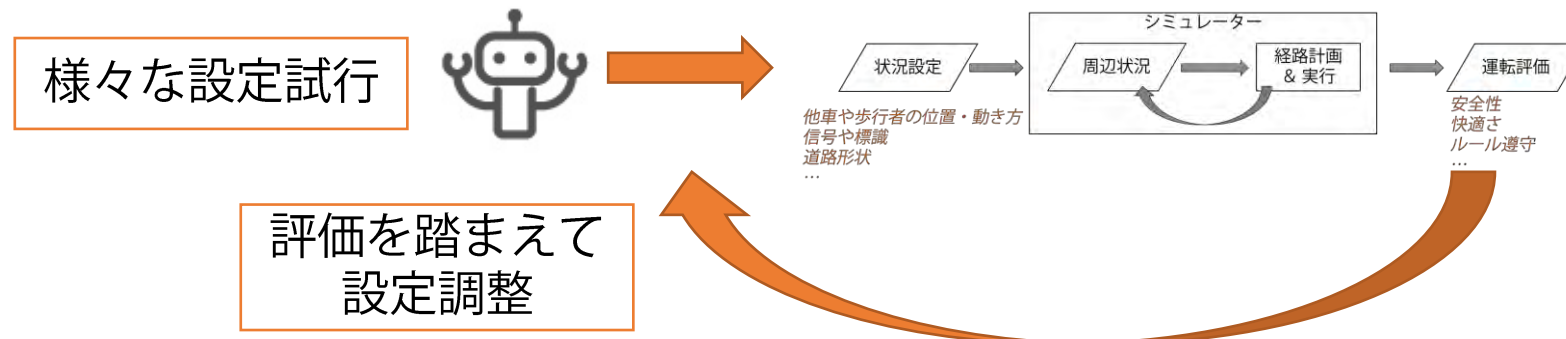 様々な設定試行
シミュレーター
状況設定
周辺状況
経路計画
& 実行
運転評価
他車や歩行者の位置・動き方
信号や標識
道路形状
…
安全性
快適さ
ルール遵守
…
評価を踏まえて
設定調整